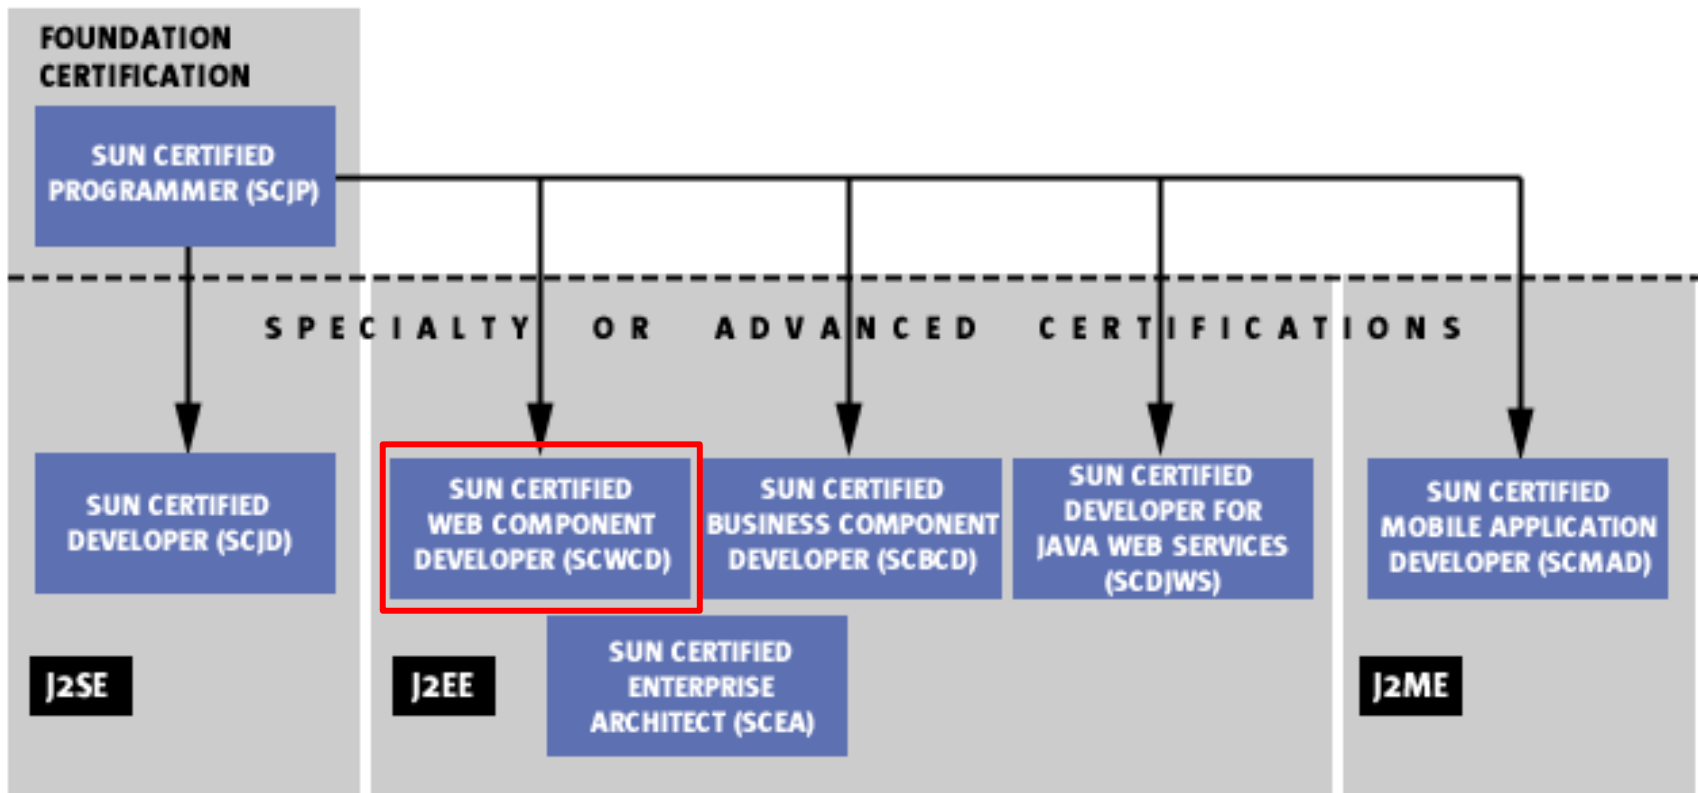 FOUNDATION
CERTIFICATION
SUN CERTIFIED
PROGRAMMER (SCJP)
SPECIALTY OR ADVANCED CERTIFICATIONS
SUN CERTIFIED
DEVELOPER (SCJD)
SUN CERTIFIED
WEB COMPONENT
DEVELOPER (SCWCD)
SUN CERTIFIED
BUSINESS COMPONENT
DEVELOPER (SCBCD)
SUN CERTIFIED
DEVELOPER FOR
JAVA WEB SERVICES
(SCDJWS)
SUN CERTIFIED
MOBILE APPLICATION
DEVELOPER (SCMAD)
SUN CERTIFIED
ENTERPRISE
ARCHITECT (SCEA)
J2SE
J2EE
J2ME